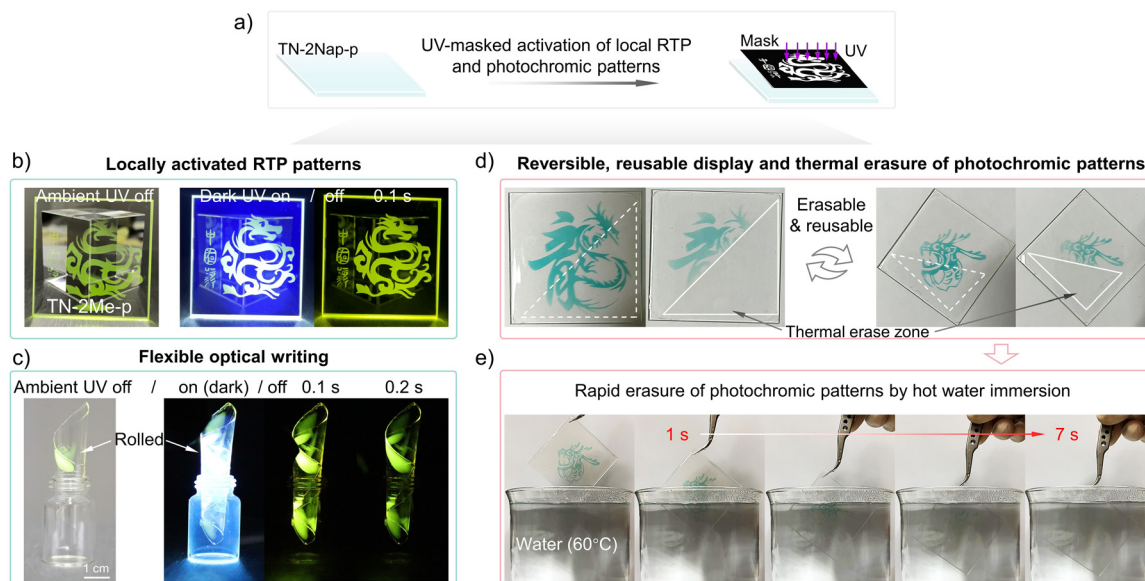 a)
TN-2Nap-p
UV-masked activation of local RTP
and photochromic patterns
Mask
UV
b)
Locally activated RTP patterns
Ambient UV off
Dark UV on / off
0.1 s
TN-2Me-p
c)
Flexible optical writing
Ambient UV off / on (dark) / off 0.1 s 0.2 s
Rolled
1 cm
d)
Reversible, reusable display and thermal erasure of photochromic patterns
龍
Erasable
& reusable
Thermal erase zone
e)
Rapid erasure of photochromic patterns by hot water immersion
1 s
7 s
Water (60°C)